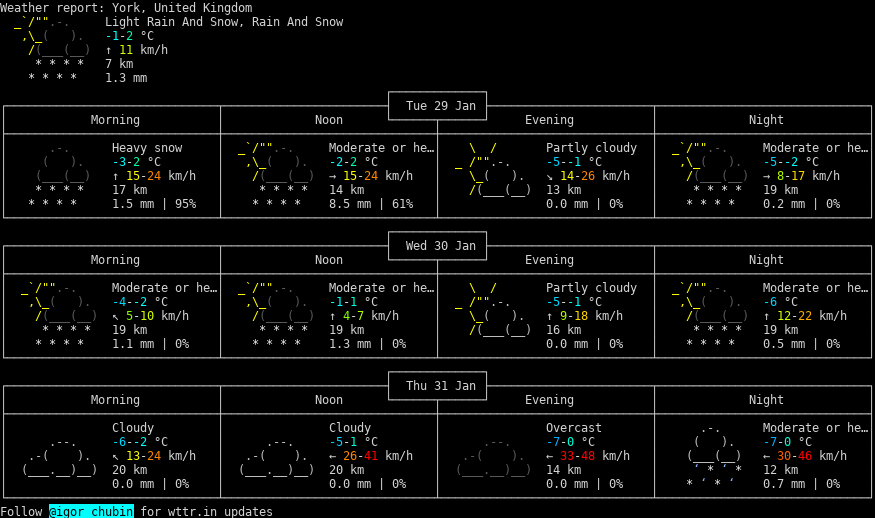 Weather report: York, United Kingdom
Light Rain And Snow, Rain And Snow
-1-2 °C
↑ 11 km/h
7 km
1.3 mm
Tue 29 Jan
Morning Noon Evening Night
Heavy snow Moderate or he… Partly cloudy Moderate or he…
-3-2 °C -2-2 °C -5--1 °C -5--2 °C
↑ 15-24 km/h → 15-24 km/h ↘ 14-26 km/h → 8-17 km/h
17 km 14 km 13 km 19 km
1.5 mm | 95% 8.5 mm | 61% 0.0 mm | 0% 0.2 mm | 0%
Wed 30 Jan
Morning Noon Evening Night
Moderate or he… Moderate or he… Partly cloudy Moderate or he…
-4--2 °C -1-1 °C -5--1 °C -6 °C
↖ 5-10 km/h ↑ 4-7 km/h ↑ 9-18 km/h ↑ 12-22 km/h
19 km 19 km 16 km 19 km
1.1 mm | 0% 1.3 mm | 0% 0.0 mm | 0% 0.5 mm | 0%
Thu 31 Jan
Morning Noon Evening Night
Cloudy Cloudy Overcast Moderate or he…
-6--2 °C -5-1 °C -7-0 °C -7-0 °C
↖ 13-24 km/h ← 26-41 km/h ← 33-48 km/h ← 30-46 km/h
20 km 20 km 14 km 12 km
0.0 mm | 0% 0.0 mm | 0% 0.0 mm | 0% 0.7 mm | 0%
Follow @igor_chubin for wttr.in updates